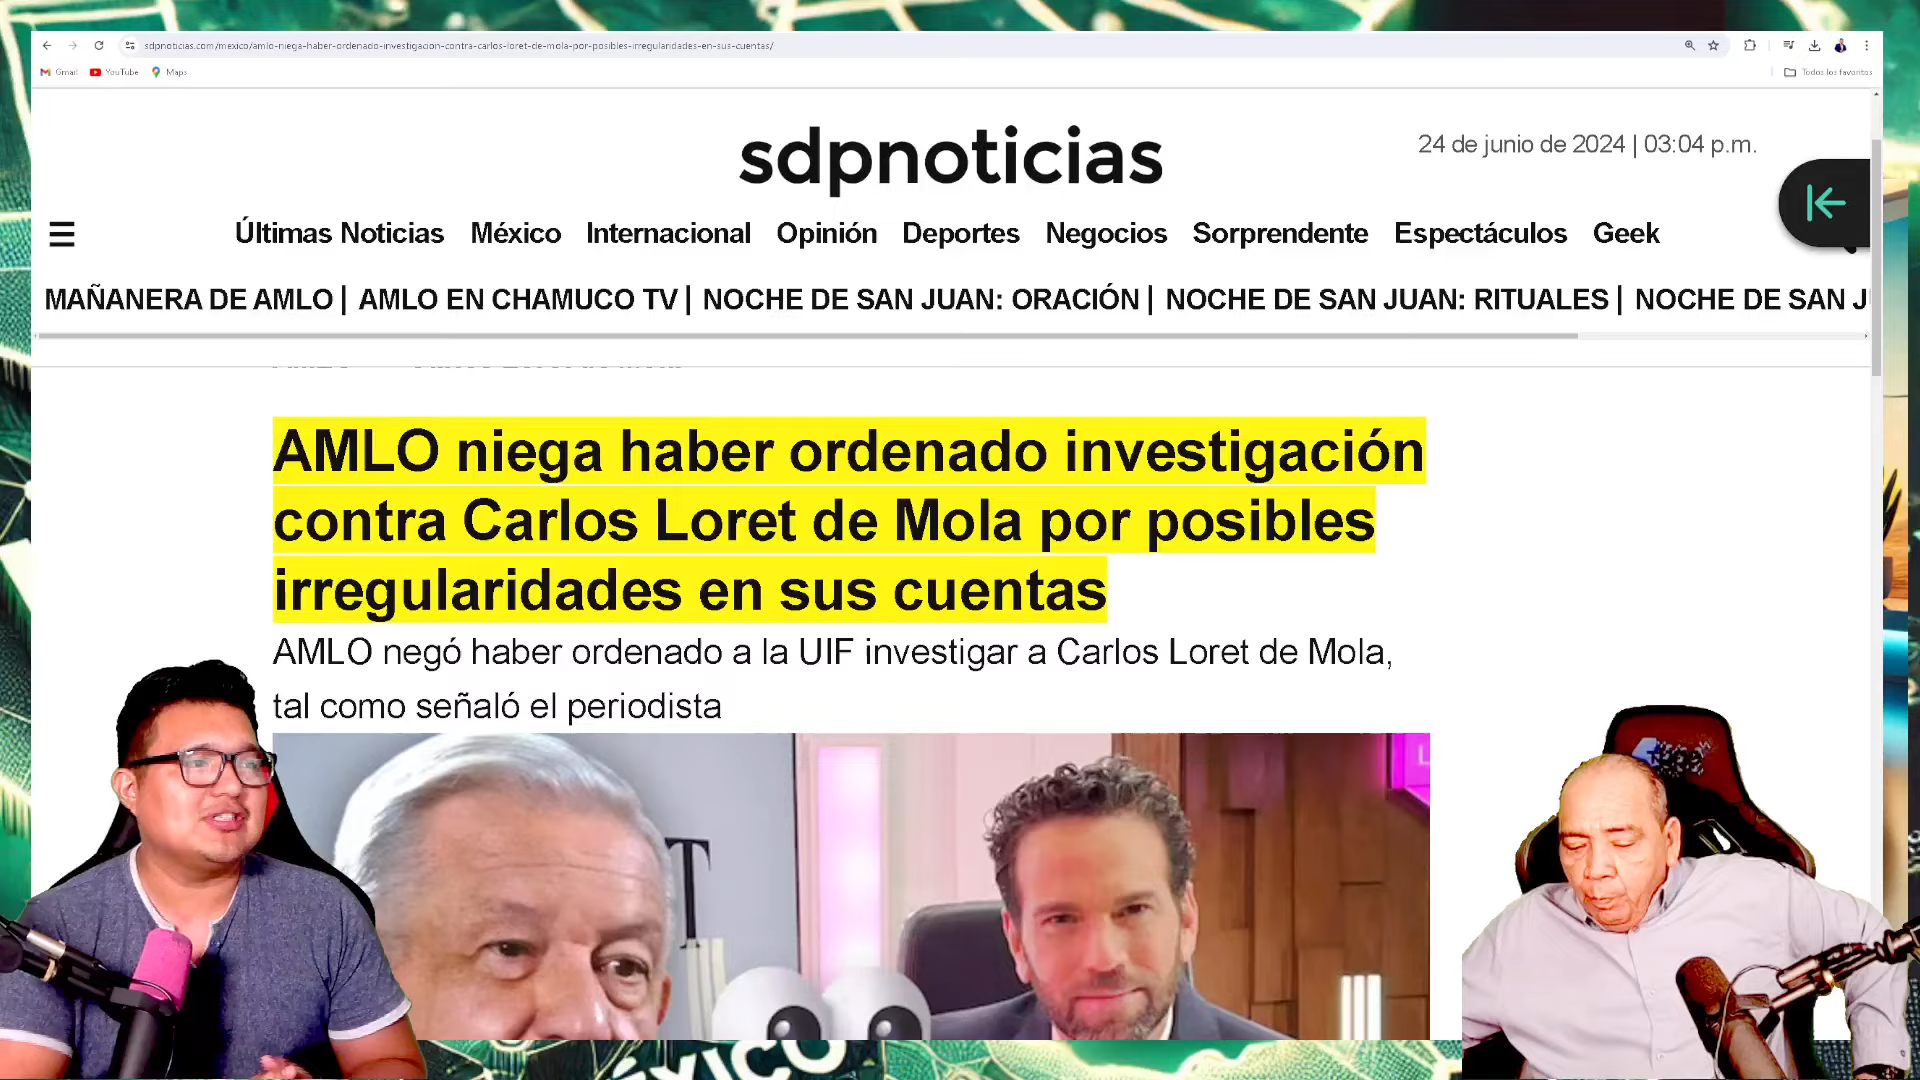 sdpnoticias.com/mexico/amlo-niega-haber-ordenado-investigacion-contra-carlos-loret-de-mola-por-posibles-irregularidades-en-sus-cuentas/
Gmail YouTube Maps Todos los favoritos
sdpnoticias
24 de junio de 2024 | 03:04 p.m.
Últimas Noticias México Internacional Opinión Deportes Negocios Sorprendente Espectáculos Geek
MAÑANERA DE AMLO | AMLO EN CHAMUCO TV | NOCHE DE SAN JUAN: ORACIÓN | NOCHE DE SAN JUAN: RITUALES | NOCHE DE SAN J
AMLO niega haber ordenado investigación
contra Carlos Loret de Mola por posibles
irregularidades en sus cuentas
AMLO negó haber ordenado a la UIF investigar a Carlos Loret de Mola,
tal como señaló el periodista
T
L
MÉXICO